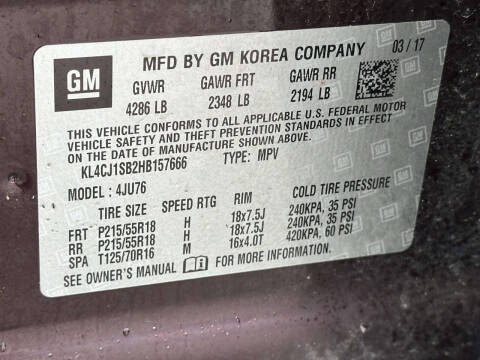 GM
MFD BY GM KOREA COMPANY 03 / 17
GVWR GAWR FRT GAWR RR
4286 LB 2348 LB 2194 LB
THIS VEHICLE CONFORMS TO ALL APPLICABLE U.S. FEDERAL MOTOR
VEHICLE SAFETY AND THEFT PREVENTION STANDARDS IN EFFECT ON THE
DATE OF MANUFACTURE SHOWN ABOVE.
KL4CJ1SB2HB157666 TYPE: MPV
MODEL : 4JU76
TIRE SIZE SPEED RTG RIM COLD TIRE PRESSURE
FRT P215/55R18 H 18x7.5J 240KPA, 35 PSI
RR P215/55R18 H 18x7.5J 240KPA, 35 PSI
SPA T125/70R16 M 16x4.0T 420KPA, 60 PSI
SEE OWNER'S MANUAL FOR MORE INFORMATION.